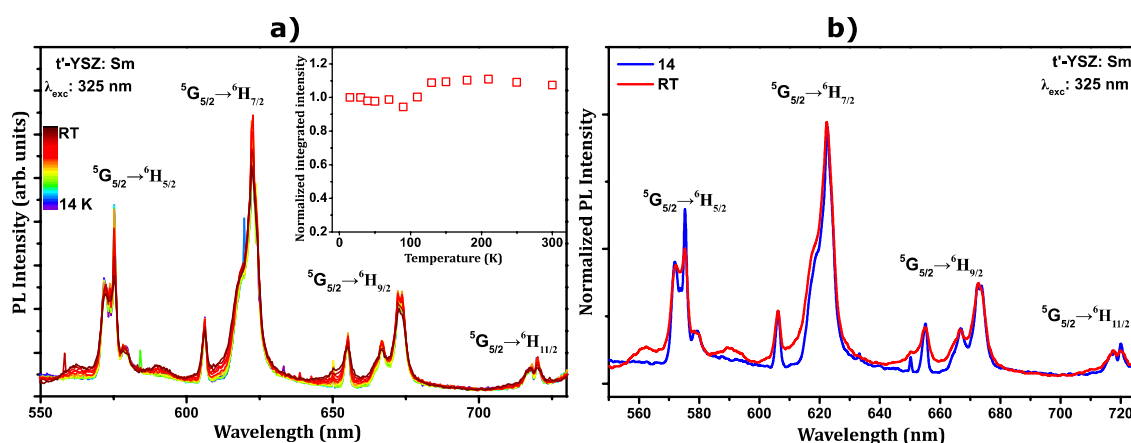 a)
t'-YSZ: Sm
λexc: 325 nm
RT
14 K
⁵G₅/₂→⁶H₅/₂
⁵G₅/₂→⁶H₇/₂
⁵G₅/₂→⁶H₉/₂
⁵G₅/₂→⁶H₁₁/₂
Normalized integrated intensity
1.2
1.0
0.8
0.6
0.4
0 50 100 150 200 250 300
Temperature (K)
PL Intensity (arb. units)
550 600 650 700
Wavelength (nm)
b)
14
RT
t'-YSZ: Sm
λexc: 325 nm
⁵G₅/₂→⁶H₇/₂
⁵G₅/₂→⁶H₅/₂
⁵G₅/₂→⁶H₉/₂
⁵G₅/₂→⁶H₁₁/₂
Normalized PL Intensity
560 580 600 620 640 660 680 700 720
Wavelength (nm)